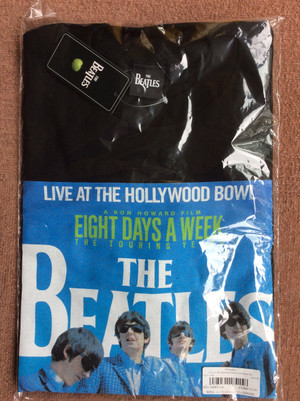 THE
BEATLES
THE
BEATLES
LIVE AT THE HOLLYWOOD BOWL
A RON HOWARD FILM
EIGHT DAYS A WEEK
THE TOURING YE
THE
BEATLES